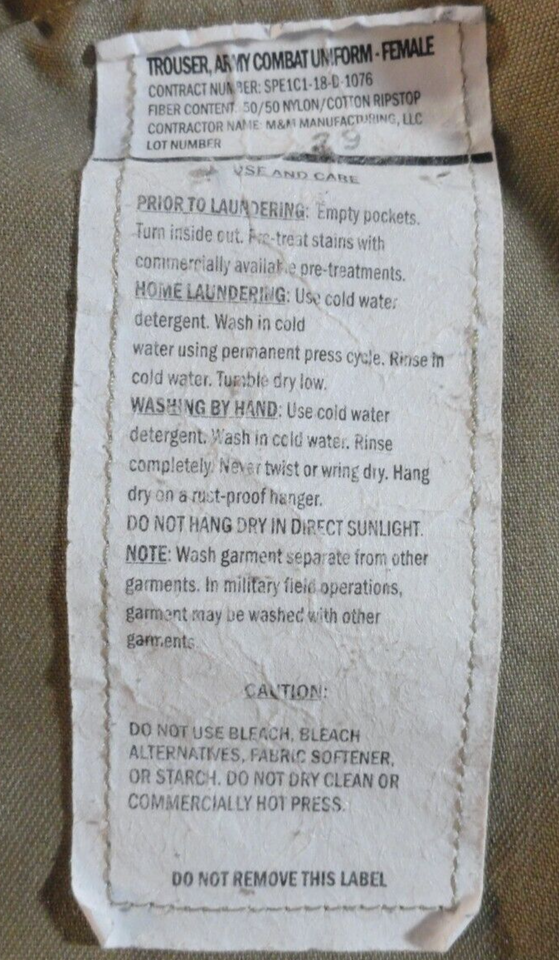 TROUSER, ARMY COMBAT UNIFORM - FEMALE
CONTRACT NUMBER: SPE1C1-18-D-1076
FIBER CONTENT: 50/50 NYLON/COTTON RIPSTOP
CONTRACTOR NAME: M&M MANUFACTURING, LLC
LOT NUMBER 39
USE AND CARE
PRIOR TO LAUNDERING: Empty pockets.
Turn inside out. Pre-treat stains with
commercially available pre-treatments.
HOME LAUNDERING: Use cold water
detergent. Wash in cold
water using permanent press cycle. Rinse in
cold water. Tumble dry low.
WASHING BY HAND: Use cold water
detergent. Wash in cold water. Rinse
completely. Never twist or wring dry. Hang
dry on a rust-proof hanger.
DO NOT HANG DRY IN DIRECT SUNLIGHT.
NOTE: Wash garment separate from other
garments. In military field operations,
garment may be washed with other
garments.
CAUTION:
DO NOT USE BLEACH, BLEACH
ALTERNATIVES, FABRIC SOFTENER,
OR STARCH. DO NOT DRY CLEAN OR
COMMERCIALLY HOT PRESS.
DO NOT REMOVE THIS LABEL